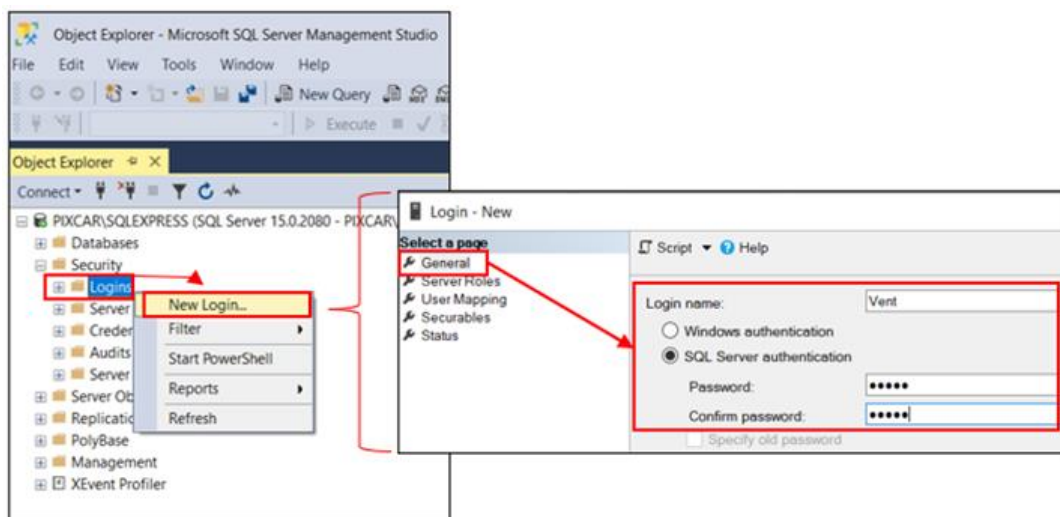 Object Explorer - Microsoft SQL Server Management Studio
File Edit View Tools Window Help
New Query
Execute
Object Explorer
Connect
PIXCAR\SQLEXPRESS (SQL Server 15.0.2080 - PIXCAR\
Databases
Security
Logins
Server
Creder
Audits
Server
Server Ob
Replicatic
PolyBase
Management
XEvent Profiler
New Login...
Filter
Start PowerShell
Reports
Refresh
Login - New
Select a page
General
Server Roles
User Mapping
Securables
Status
Script Help
Login name: Vent
Windows authentication
SQL Server authentication
Password: •••••
Confirm password: •••••
Specify old password